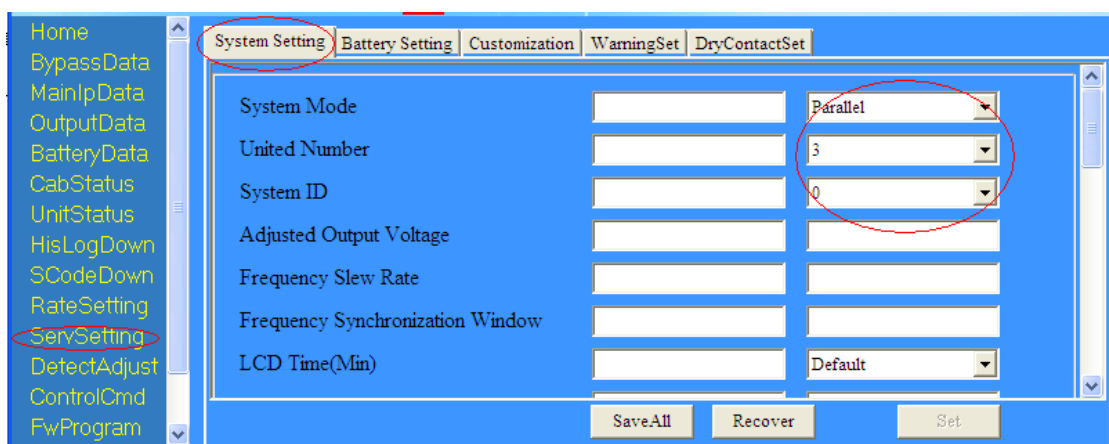 Home
BypassData
MainIpData
OutputData
BatteryData
CabStatus
UnitStatus
HisLogDown
SCodeDown
RateSetting
ServSetting
DetectAdjust
ControlCmd
FwProgram
System Setting Battery Setting Customization WarningSet DryContactSet
System Mode Parallel
United Number 3
System ID 0
Adjusted Output Voltage
Frequency Slew Rate
Frequency Synchronization Window
LCD Time(Min) Default
SaveAll Recover Set